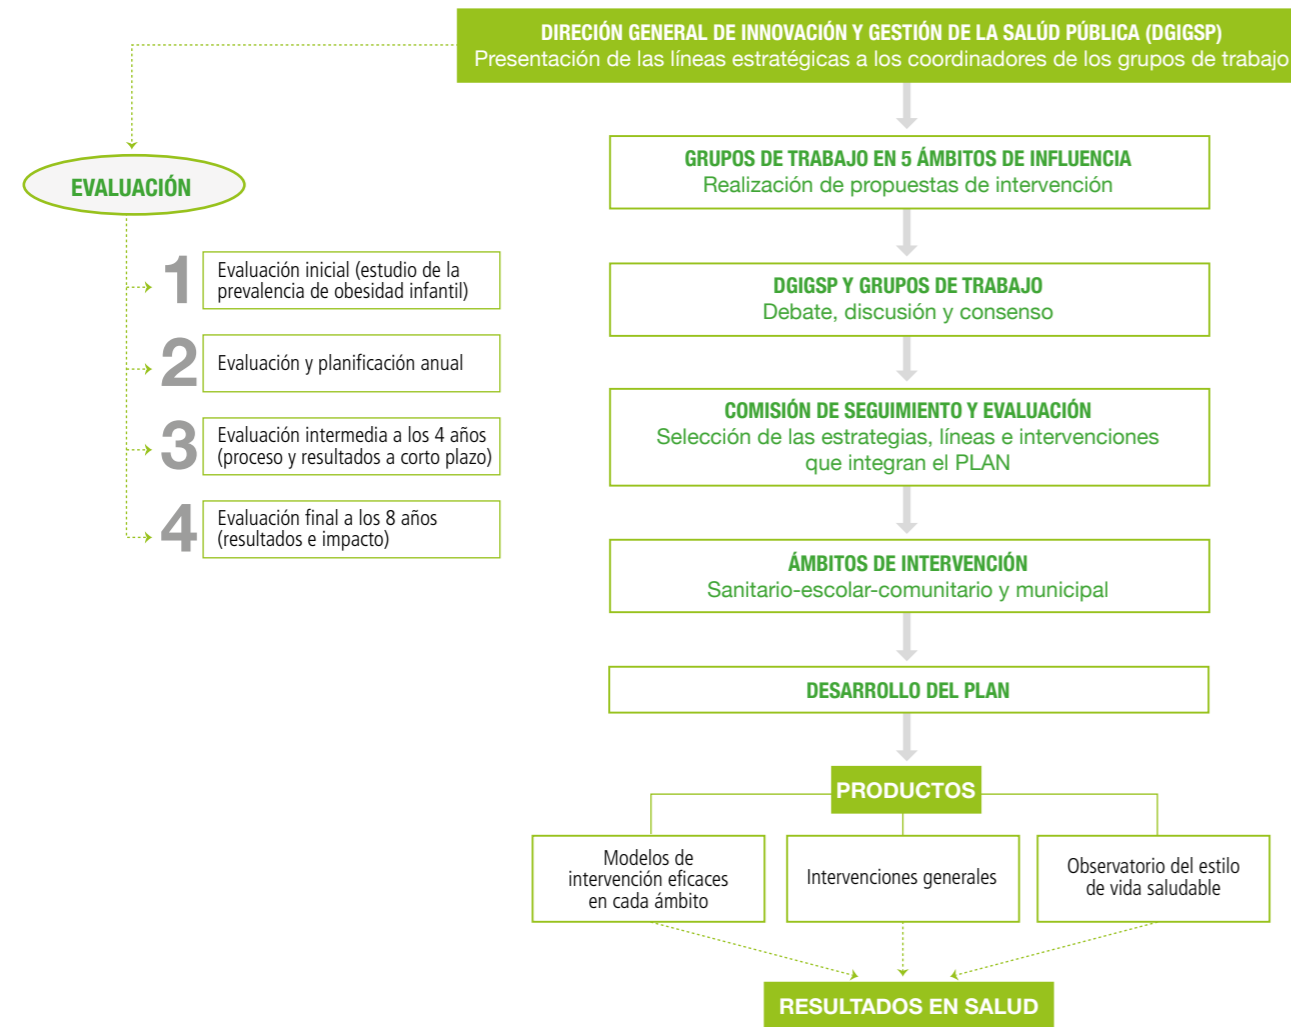 DIRECIÓN GENERAL DE INNOVACIÓN Y GESTIÓN DE LA SALÚD PÚBLICA (DGIGSP)
Presentación de las líneas estratégicas a los coordinadores de los grupos de trabajo
EVALUACIÓN
1
Evaluación inicial (estudio de la
prevalencia de obesidad infantil)
2
Evaluación y planificación anual
3
Evaluación intermedia a los 4 años
(proceso y resultados a corto plazo)
4
Evaluación final a los 8 años
(resultados e impacto)
GRUPOS DE TRABAJO EN 5 ÁMBITOS DE INFLUENCIA
Realización de propuestas de intervención
DGIGSP Y GRUPOS DE TRABAJO
Debate, discusión y consenso
COMISIÓN DE SEGUIMIENTO Y EVALUACIÓN
Selección de las estrategias, líneas e intervenciones
que integran el PLAN
ÁMBITOS DE INTERVENCIÓN
Sanitario-escolar-comunitario y municipal
DESARROLLO DEL PLAN
PRODUCTOS
Modelos de
intervención eficaces
en cada ámbito
Intervenciones generales
Observatorio del estilo
de vida saludable
RESULTADOS EN SALUD